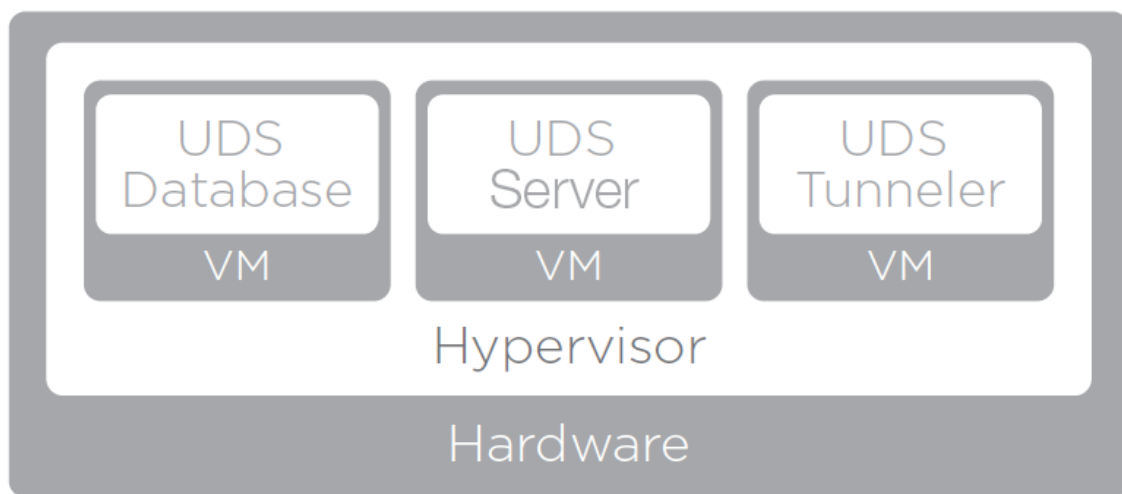 UDS
Database
VM
UDS
Server
VM
UDS
Tunneler
VM
Hypervisor
Hardware